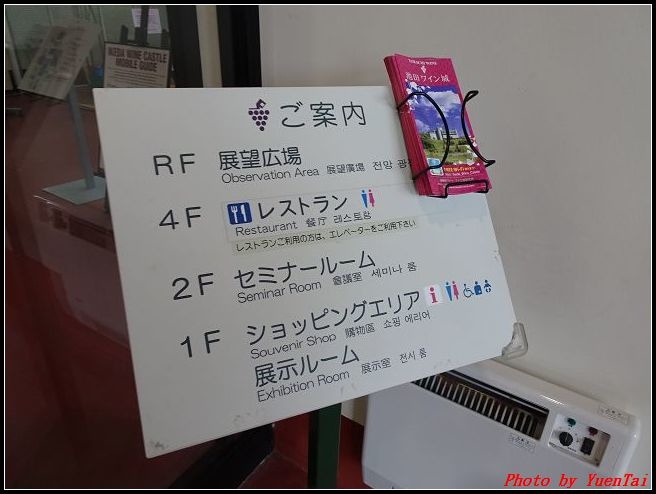 IKEDA WINE CASTLE
MOBILE GUIDE
池田ワイン城
ご案内
RF 展望広場
Observation Area 展望廣場 전망 광
4F レストラン
Restaurant 餐厅 레스토랑
レストランご利用の方は、エレベーターをご利用下さい
2F セミナールーム
Seminar Room 會議室 세미나 룸
1F ショッピングエリア
Souvenir Shop 購物區 쇼핑 에리어
展示ルーム
Exhibition Room 展示室 전시 룸
Photo by YuenTai